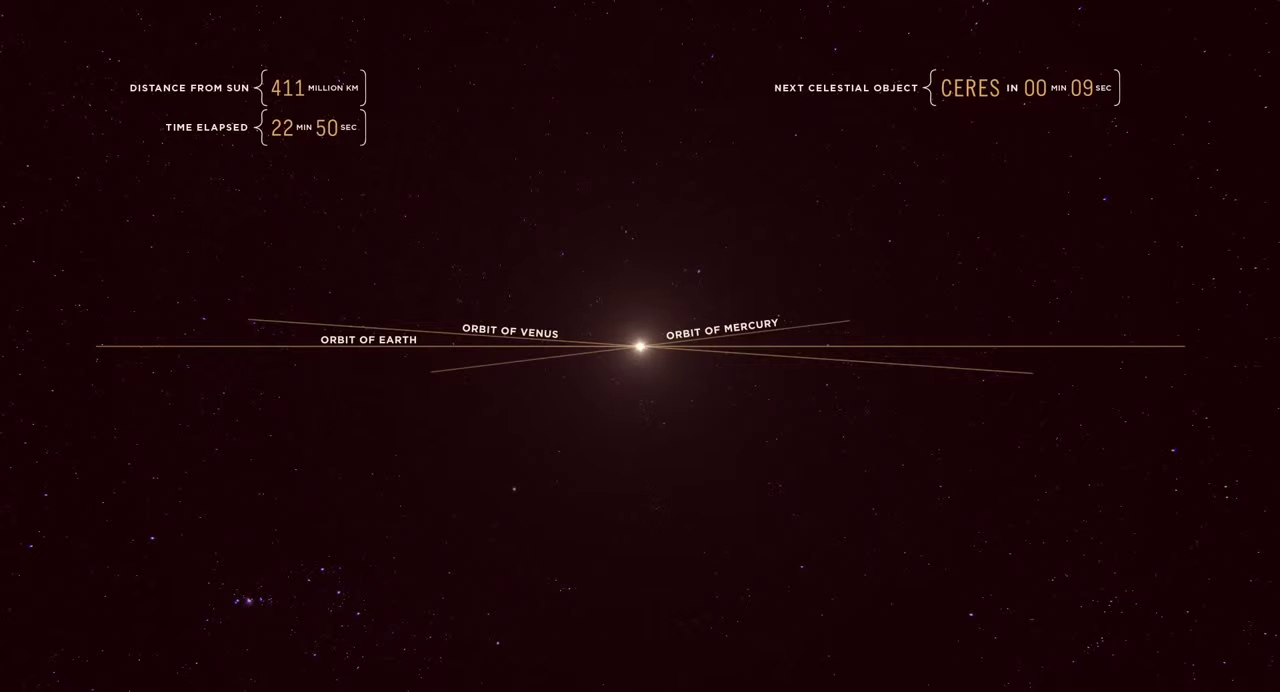 DISTANCE FROM SUN 411 MILLION KM
TIME ELAPSED 22 MIN 50 SEC
NEXT CELESTIAL OBJECT CERES IN 00 MIN 09 SEC
ORBIT OF VENUS
ORBIT OF MERCURY
ORBIT OF EARTH